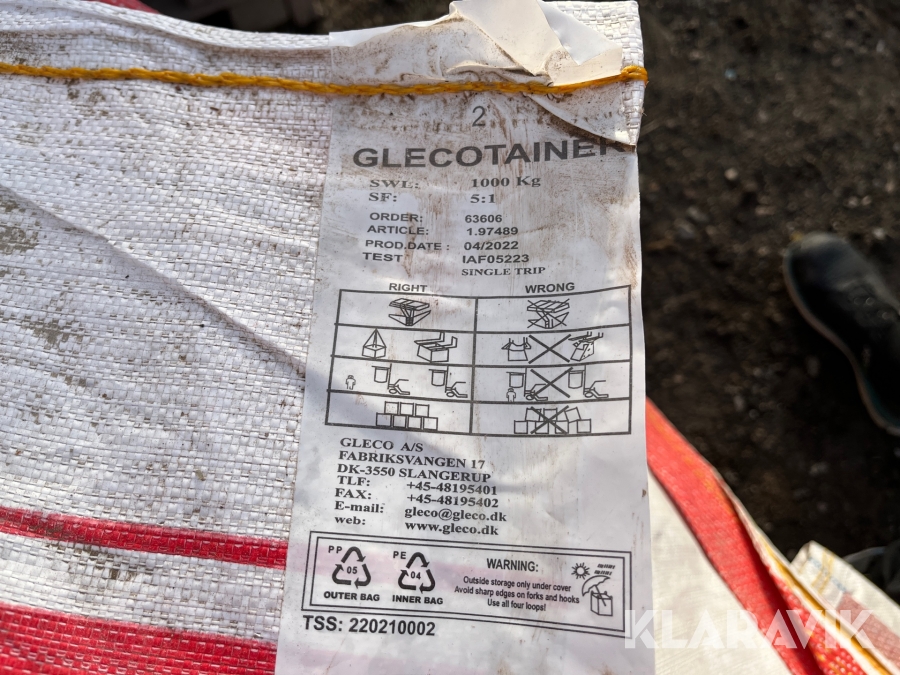 2
GLECOTAINER
SWL: 1000 Kg
SF: 5:1
ORDER: 63606
ARTICLE: 1.97489
PROD.DATE : 04/2022
TEST IAF05223
SINGLE TRIP
RIGHT WRONG
GLECO A/S
FABRIKSVANGEN 17
DK-3550 SLANGERUP
TLF: +45-48195401
FAX: +45-48195402
E-mail: gleco@gleco.dk
web: www.gleco.dk
PP PE
05 04
OUTER BAG INNER BAG
WARNING:
Outside storage only under cover
Avoid sharp edges on forks and hooks
Use all four loops!
TSS: 220210002
KLARAVIK